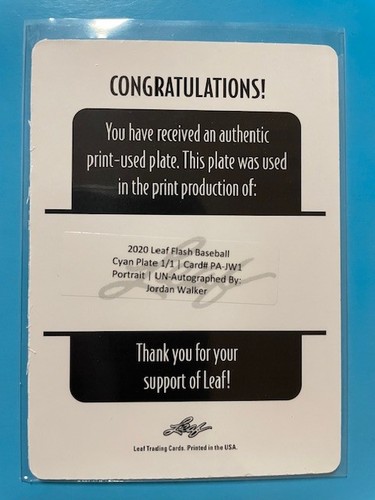 CONGRATULATIONS!
You have received an authentic
print-used plate. This plate was used
in the print production of:
2020 Leaf Flash Baseball
Cyan Plate 1/1 | Card# PA-JW1
Portrait | UN-Autographed By:
Jordan Walker
Leaf
Thank you for your
support of Leaf!
Leaf
Leaf Trading Cards. Printed in the USA.